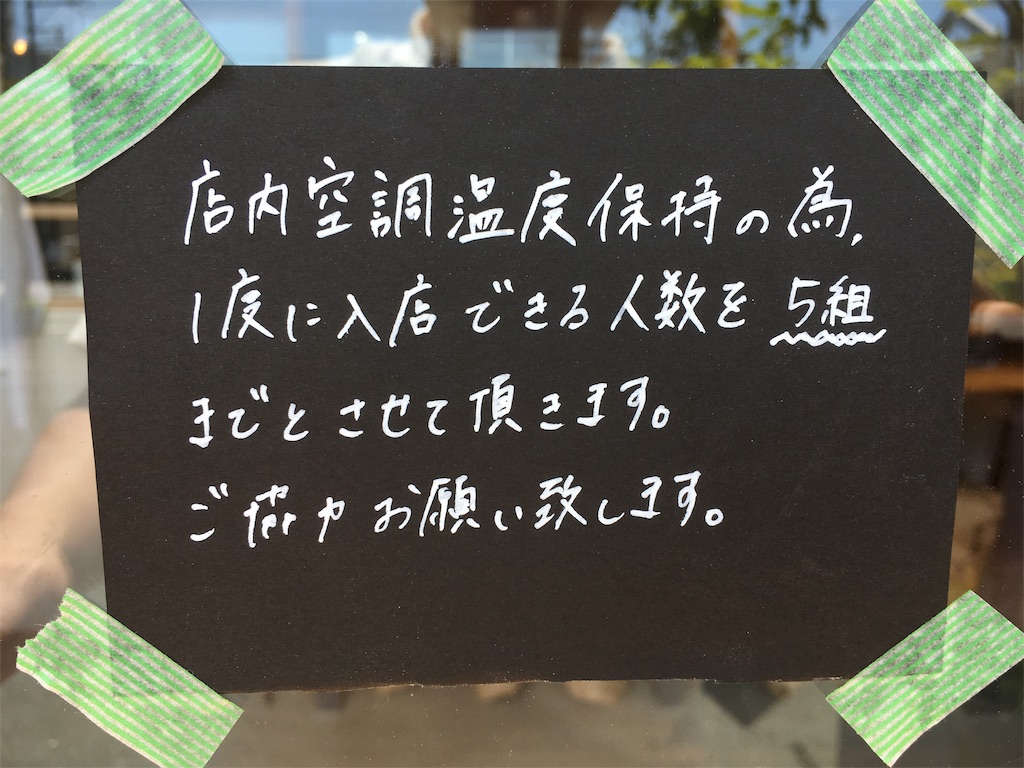 店内空調温度保持の為,
1度に入店できる人数を5組
までとさせて頂きます。
ご協力お願い致します。